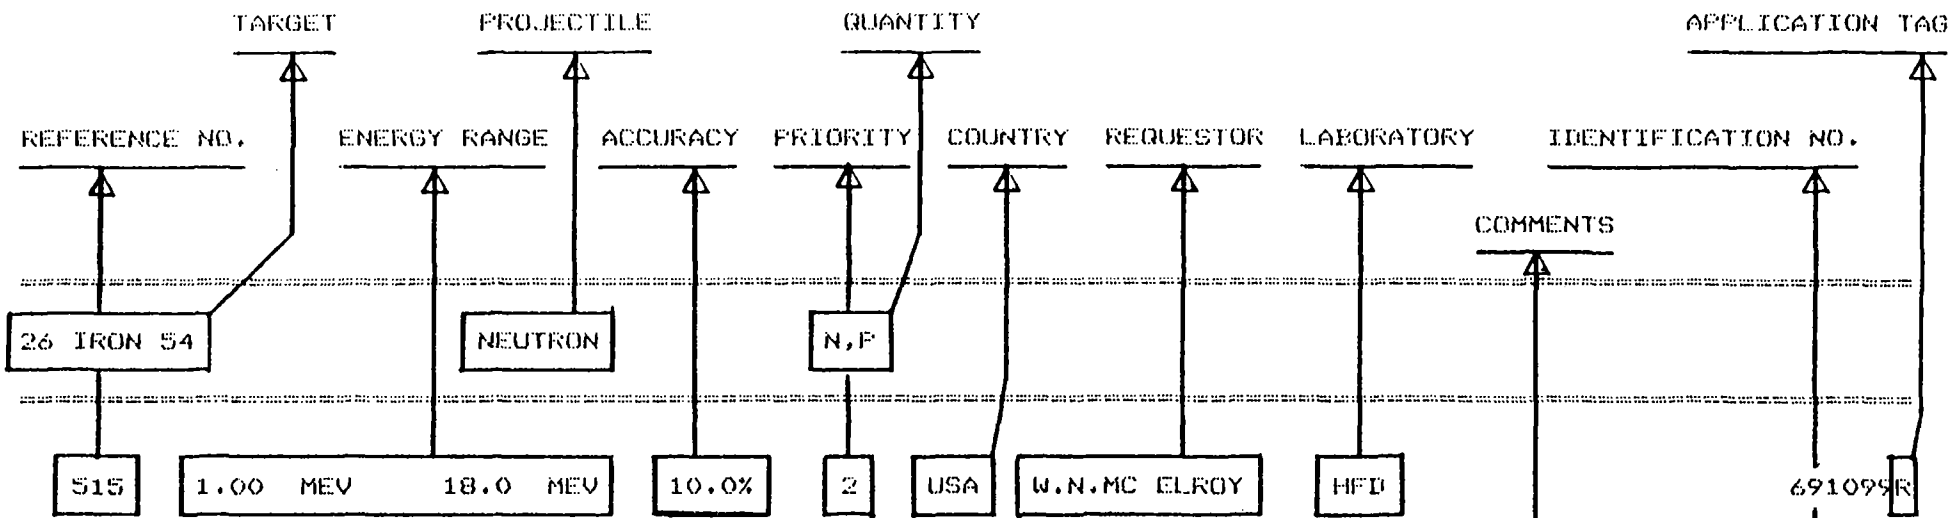 TARGET PROJECTILE QUANTITY APPLICATION TAG
REFERENCE NO. ENERGY RANGE ACCURACY PRIORITY COUNTRY REQUESTOR LABORATORY IDENTIFICATION NO.
COMMENTS
26 IRON 54 NEUTRON N,P
515 1.00 MEV 18.0 MEV 10.0% 2 USA W.N.MC ELROY HFD 691099R